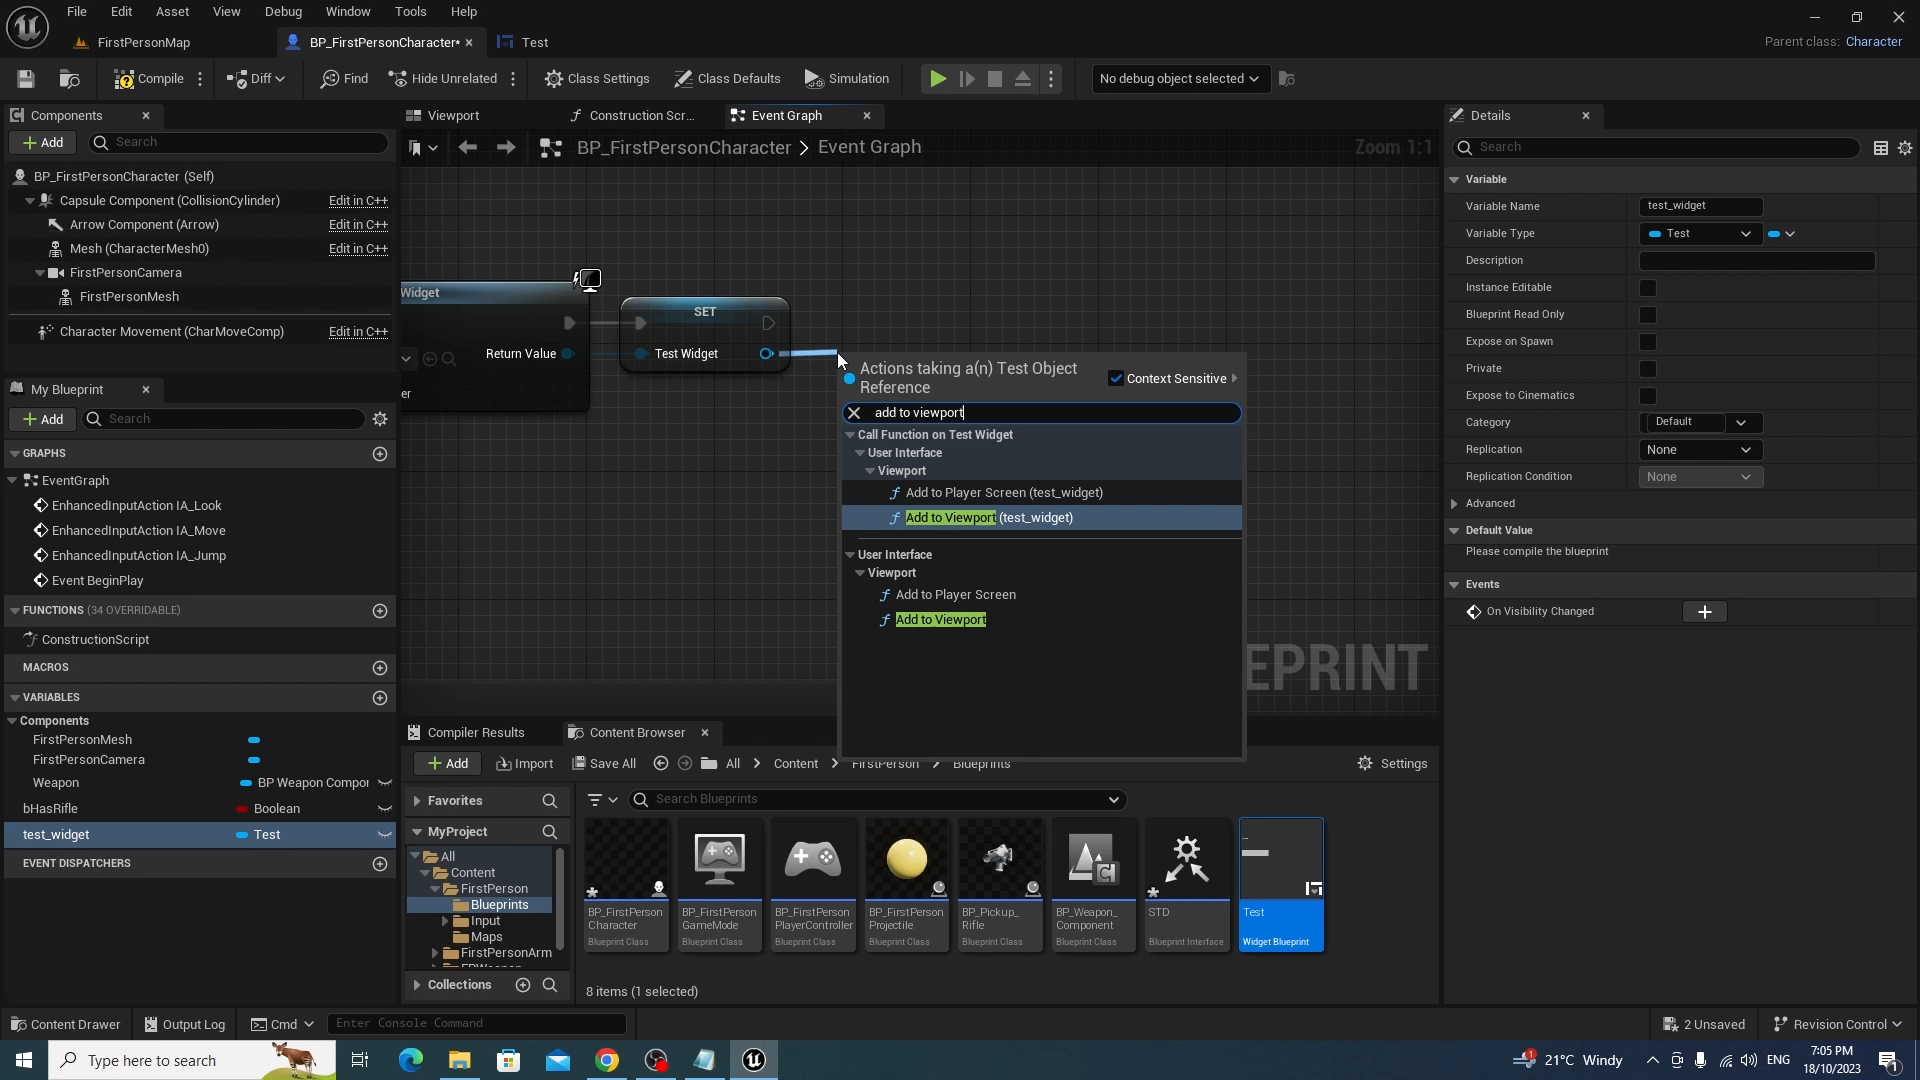 File Edit Asset View Debug Window Tools Help
FirstPersonMap
BP_FirstPersonCharacter*
Test
Parent class: Character
Compile
Diff
Find
Hide Unrelated
Class Settings
Class Defaults
Simulation
No debug object selected
Components
Add
Search
BP_FirstPersonCharacter (Self)
Capsule Component (CollisionCylinder) Edit in C++
Arrow Component (Arrow) Edit in C++
Mesh (CharacterMesh0) Edit in C++
FirstPersonCamera
FirstPersonMesh
Character Movement (CharMoveComp) Edit in C++
My Blueprint
Add
Search
GRAPHS
EventGraph
EnhancedInputAction IA_Look
EnhancedInputAction IA_Move
EnhancedInputAction IA_Jump
Event BeginPlay
FUNCTIONS (34 OVERRIDABLE)
ConstructionScript
MACROS
VARIABLES
Components
FirstPersonMesh
FirstPersonCamera
Weapon BP Weapon Compor
bHasRifle Boolean
test_widget Test
EVENT DISPATCHERS
Viewport
Construction Scr...
Event Graph
BP_FirstPersonCharacter > Event Graph
Zoom 1:1
Widget
Return Value
er
SET
Test Widget
Actions taking a(n) Test Object
Reference
Context Sensitive
add to viewport
Call Function on Test Widget
User Interface
Viewport
Add to Player Screen (test_widget)
Add to Viewport (test_widget)
User Interface
Viewport
Add to Player Screen
Add to Viewport
EPRINT
Compiler Results
Content Browser
Add
Import
Save All
All > Content > FirstPerson > Blueprints
Settings
Favorites
MyProject
All
Content
FirstPerson
Blueprints
Input
Maps
FirstPersonArm
Collections
Search Blueprints
BP_FirstPerson
Character
Blueprint Class
BP_FirstPerson
GameMode
Blueprint Class
BP_FirstPerson
PlayerController
Blueprint Class
BP_FirstPerson
Projectile
Blueprint Class
BP_Pickup_
Rifle
Blueprint Class
BP_Weapon_
Component
Blueprint Class
STD
Blueprint Interface
Test
Widget Blueprint
8 items (1 selected)
Details
Search
Variable
Variable Name test_widget
Variable Type Test
Description
Instance Editable
Blueprint Read Only
Expose on Spawn
Private
Expose to Cinematics
Category Default
Replication None
Replication Condition None
Advanced
Default Value
Please compile the blueprint
Events
On Visibility Changed
Content Drawer
Output Log
Cmd
Enter Console Command
2 Unsaved
Revision Control
Type here to search
1
21°C Windy
ENG
7:05 PM
18/10/2023
1